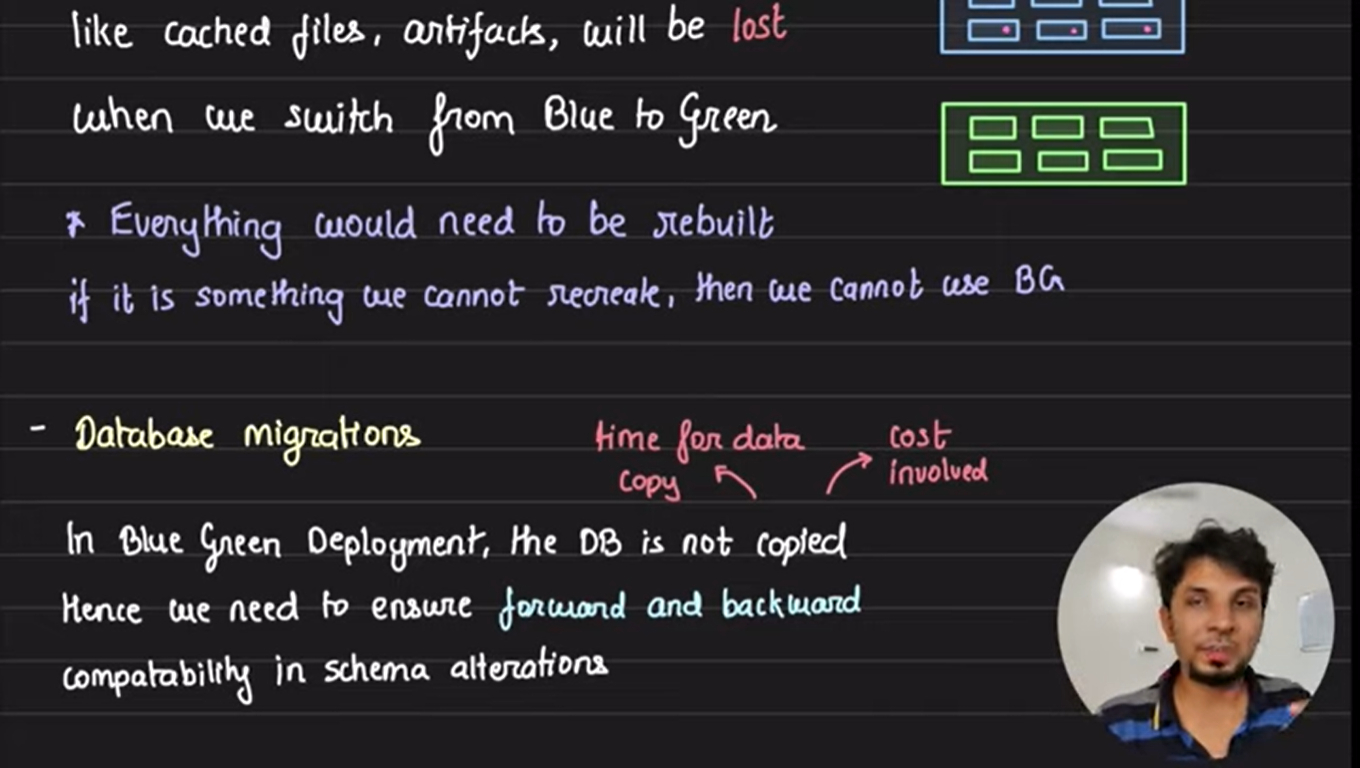 like cached files, artifacts, will be lost
when we switch from Blue to Green
* Everything would need to be rebuilt
if it is something we cannot recreate, then we cannot use BG
- Database migrations
time for data
copy
cost
involved
In Blue Green Deployment, the DB is not copied
Hence we need to ensure forward and backward
compatability in schema alterations